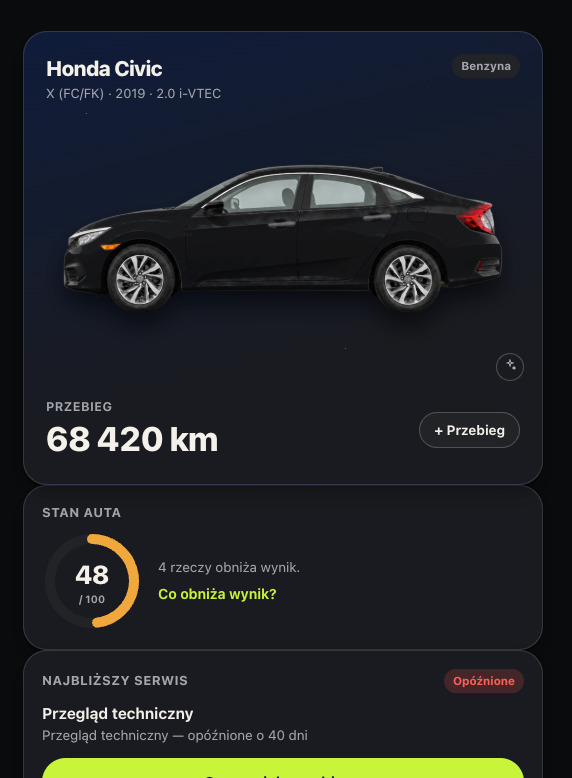 Honda Civic
Benzyna
X (FC/FK) · 2019 · 2.0 i-VTEC
PRZEBIEG
68 420 km
+ Przebieg
STAN AUTA
48
/ 100
4 rzeczy obniża wynik.
Co obniża wynik?
NAJBLIŻSZY SERWIS
Opóźnione
Przegląd techniczny
Przegląd techniczny — opóźnione o 40 dni